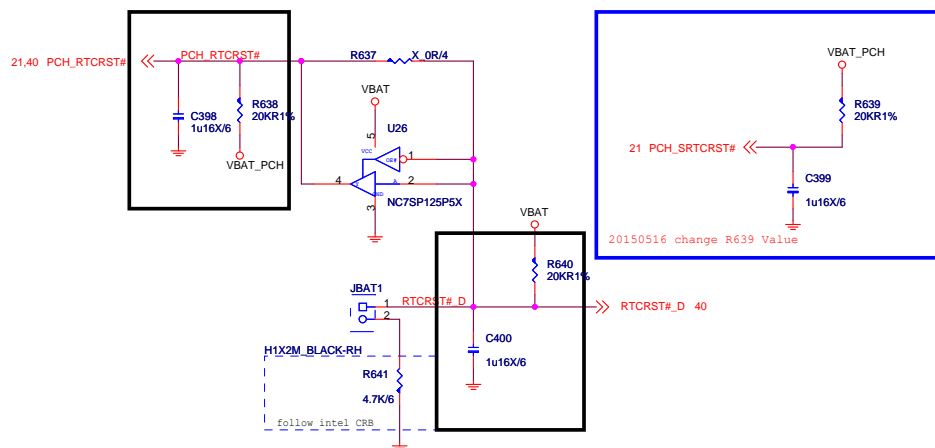 21,40 PCH_RTCRST#
PCH_RTCRST#
C398
1u16X/6
R638
20KR1%
VBAT_PCH
R637
X_0R/4
VBAT
U26
5
VCC
OE#
1
4
Y
A
2
GND
3
NC7SP125P5X
VBAT_PCH
R639
20KR1%
21 PCH_SRTCRST#
C399
1u16X/6
20150516 change R639 Value
VBAT
R640
20KR1%
JBAT1
1
2
RTCRST#_D
RTCRST#_D 40
C400
1u16X/6
H1X2M_BLACK-RH
R641
4.7K/6
follow intel CRB